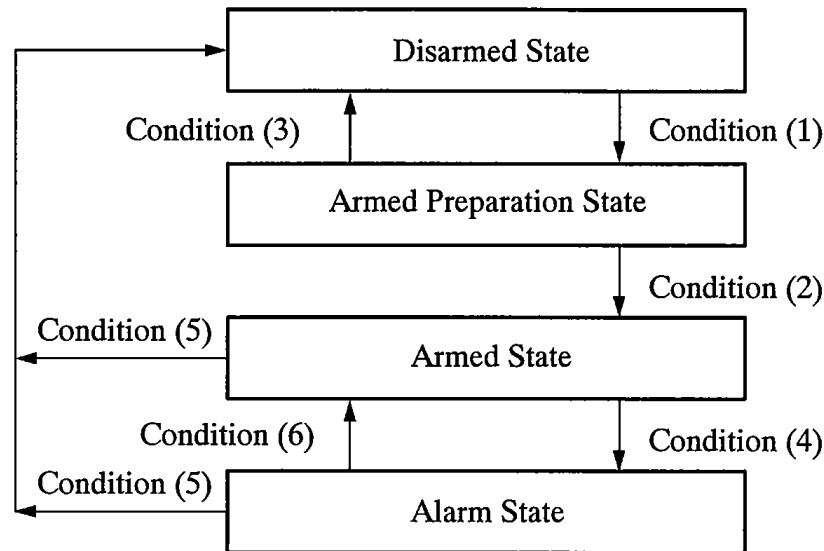 Disarmed State
Condition (3)
Condition (1)
Armed Preparation State
Condition (2)
Condition (5)
Armed State
Condition (6)
Condition (4)
Condition (5)
Alarm State